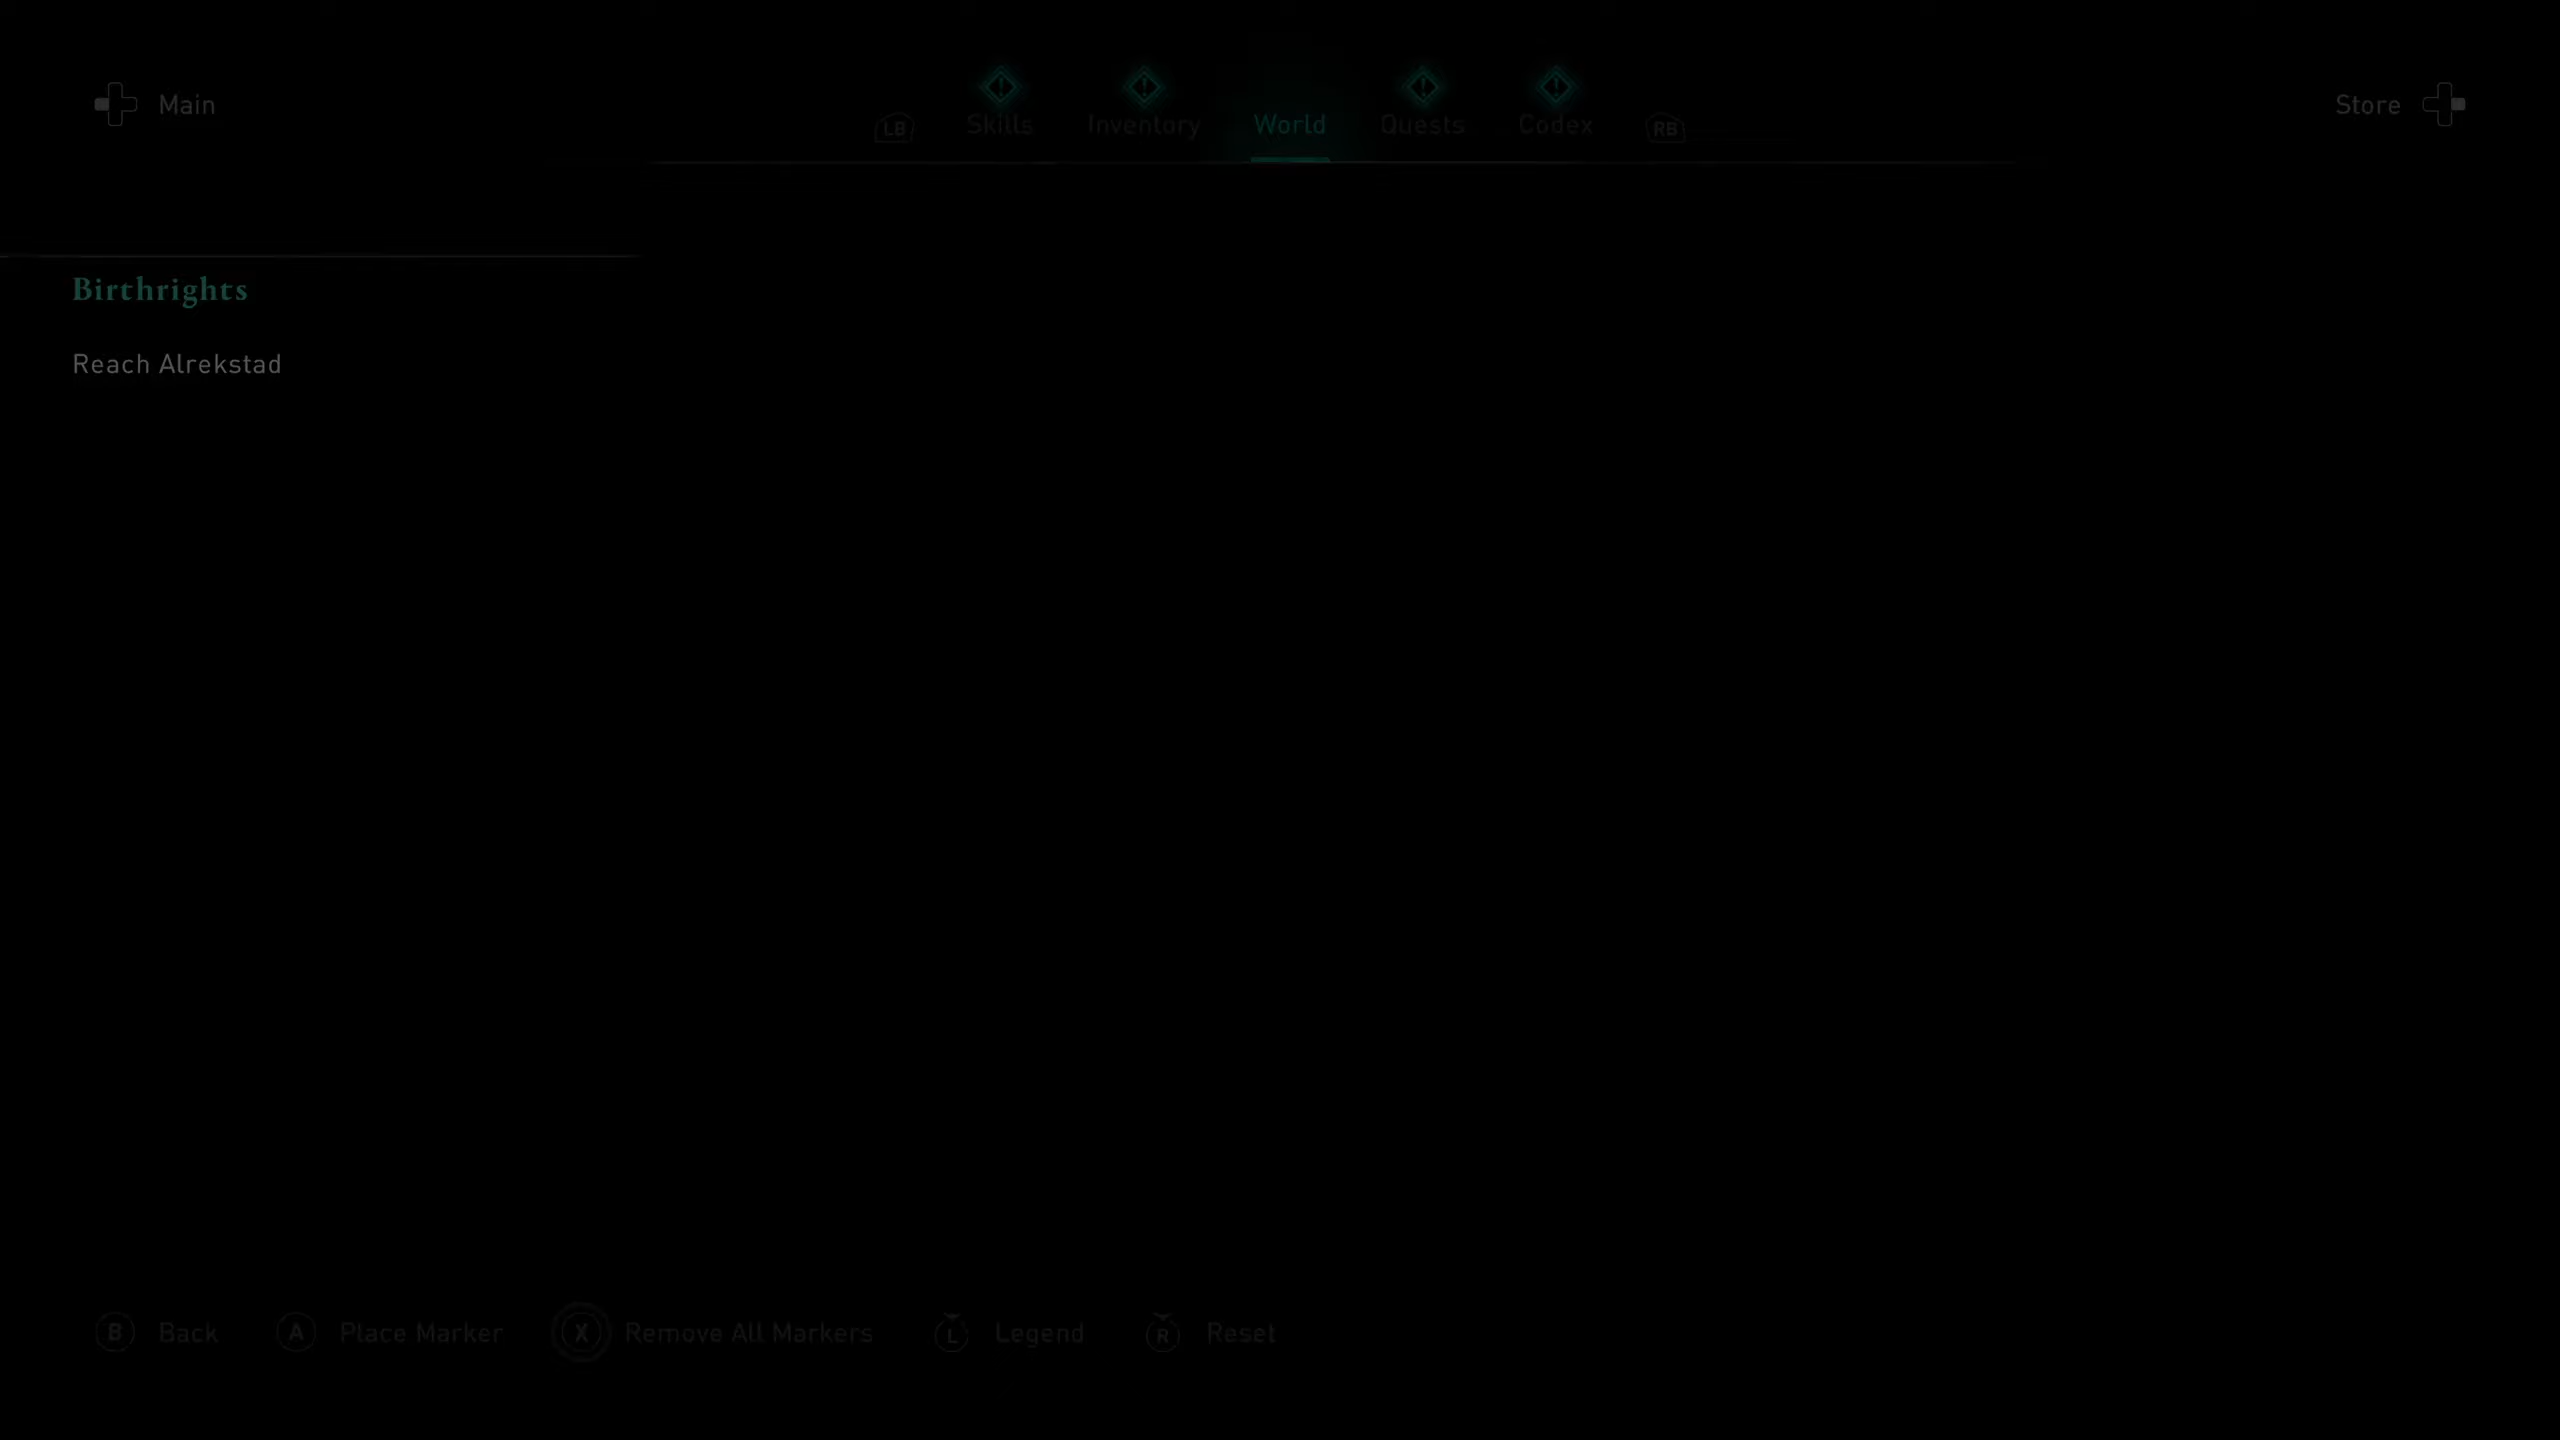 Main
LB Skills Inventory World Quests Codex RB
Store
Birthrights
Reach Alrekstad
B Back A Place Marker X Remove All Markers L Legend R Reset